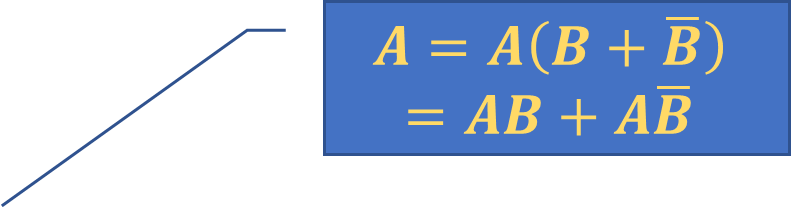 A = A(B + B̅)
= AB + AB̅